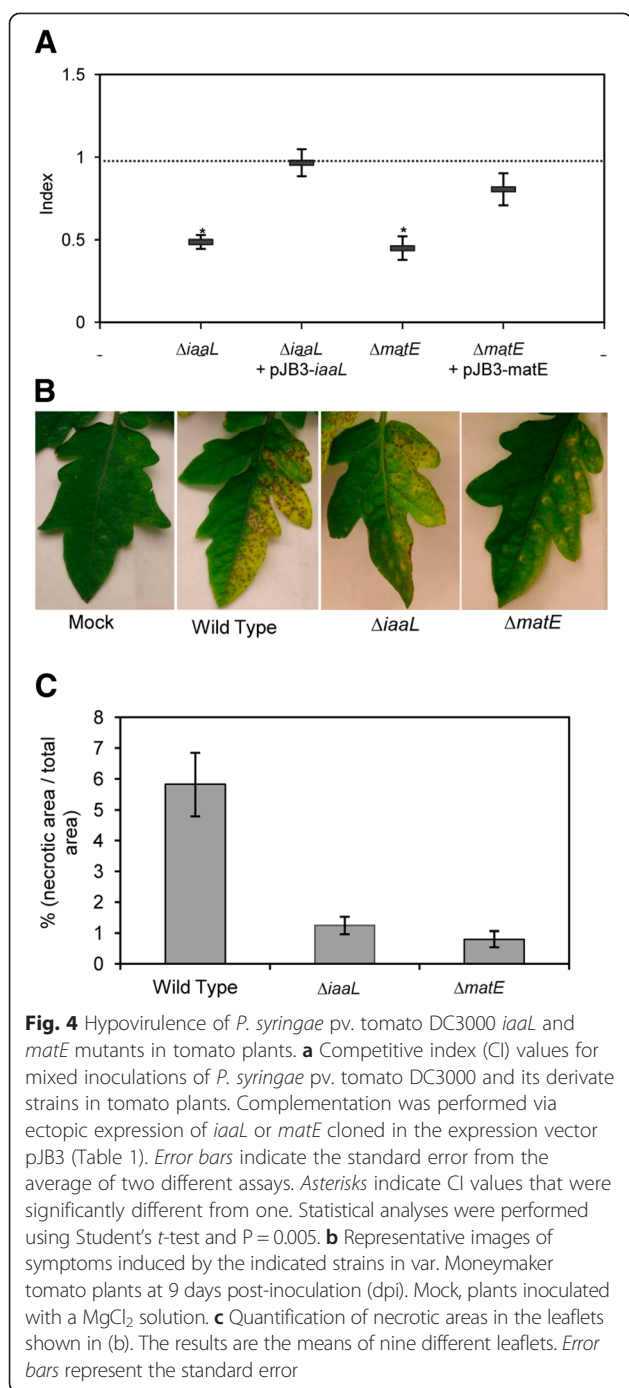 A
1.5
1
0.5
0
Index
* *
ΔiaaL ΔiaaL ΔmatE ΔmatE
+ pJB3-iaaL + pJB3-matE
B
Mock Wild Type ΔiaaL ΔmatE
C
8
7
6
5
4
3
2
1
0
% (necrotic area / total
area)
Wild Type ΔiaaL ΔmatE
Fig. 4 Hypovirulence of P. syringae pv. tomato DC3000 iaaL and
matE mutants in tomato plants. a Competitive index (CI) values for
mixed inoculations of P. syringae pv. tomato DC3000 and its derivate
strains in tomato plants. Complementation was performed via
ectopic expression of iaaL or matE cloned in the expression vector
pJB3 (Table 1). Error bars indicate the standard error from the
average of two different assays. Asterisks indicate CI values that were
significantly different from one. Statistical analyses were performed
using Student's t-test and P = 0.005. b Representative images of
symptoms induced by the indicated strains in var. Moneymaker
tomato plants at 9 days post-inoculation (dpi). Mock, plants inoculated
with a MgCl₂ solution. c Quantification of necrotic areas in the leaflets
shown in (b). The results are the means of nine different leaflets. Error
bars represent the standard error